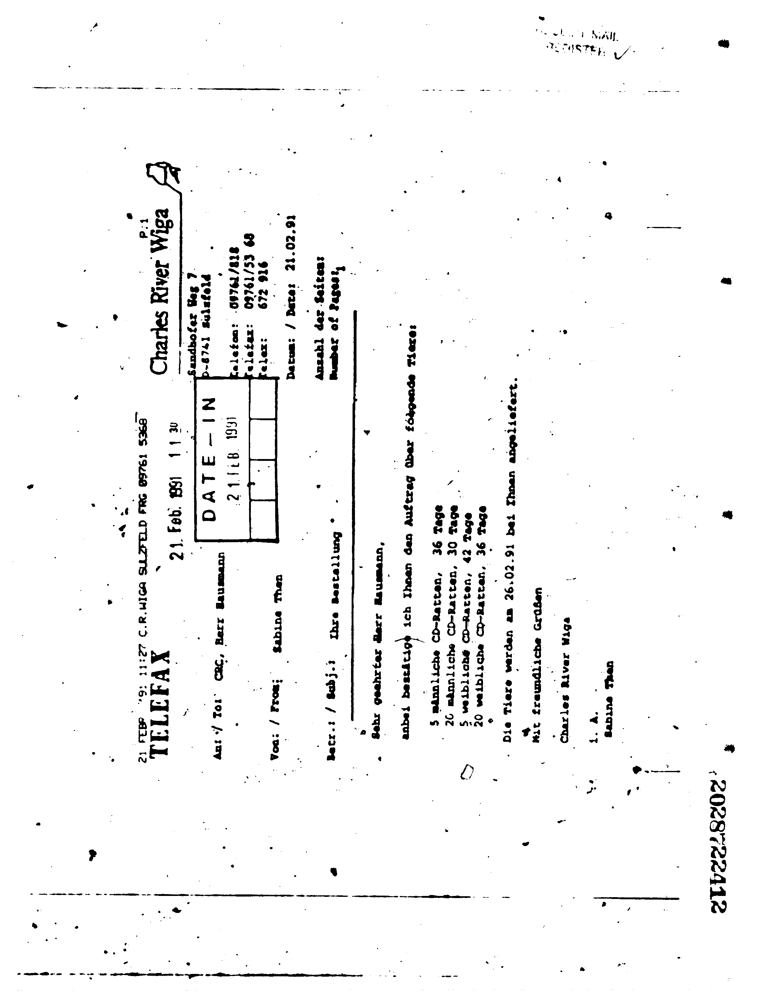 MAIL
REGISTER
21 FEBR '91 11:27 C.R.WIGA SULZFELD FRG 09761 5368
P.1
TELEFAX
21. Feb. 1991 11 30
Charles River Wiga
DATE-IN
21 FEB. 1991
Sandhofer Weg 7
D-8741 Sulzfeld
Telefon: 09761/818
Telefax: 09761/53 68
Telex: 672 916
An: / To: CRC, Herr Hausmann
Datum: / Date: 21.02.91
Von: / From: Sabine Then
Anzahl der Seiten:
Number of Pages: 1
Betr.: / Subj.: Ihre Bestellung
Sehr geehrter Herr Hausmann,
anbei bestätige ich Ihnen den Auftrag über folgende Tiere:
5 männliche CD-Ratten, 36 Tage
26 männliche CD-Ratten, 30 Tage
5 weibliche CD-Ratten, 42 Tage
20 weibliche CD-Ratten, 36 Tage
Die Tiere werden am 26.02.91 bei Ihnen angeliefert.
Mit freundliche Grüßen
Charles River Wiga
i. A.
Sabine Then
2028722412